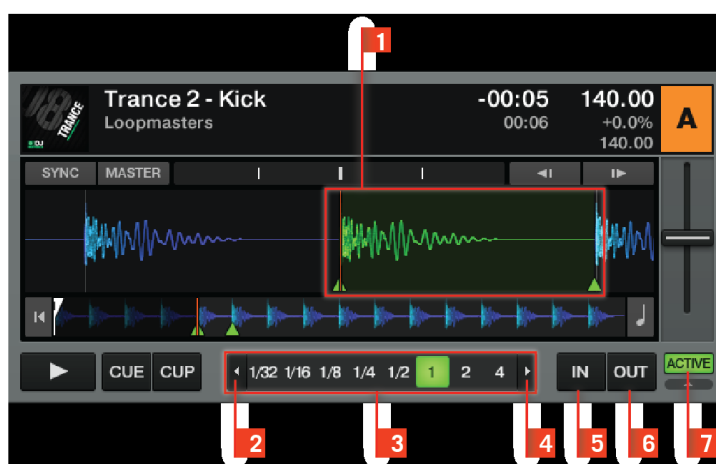 1
Trance 2 - Kick
Loopmasters
-00:05
00:06
140.00
+0.0%
140.00
A
TRANCE
DJ
SYNC MASTER
CUE CUP
1/32 1/16 1/8 1/4 1/2 1 2 4
IN OUT
ACTIVE
2 3 4 5 6 7